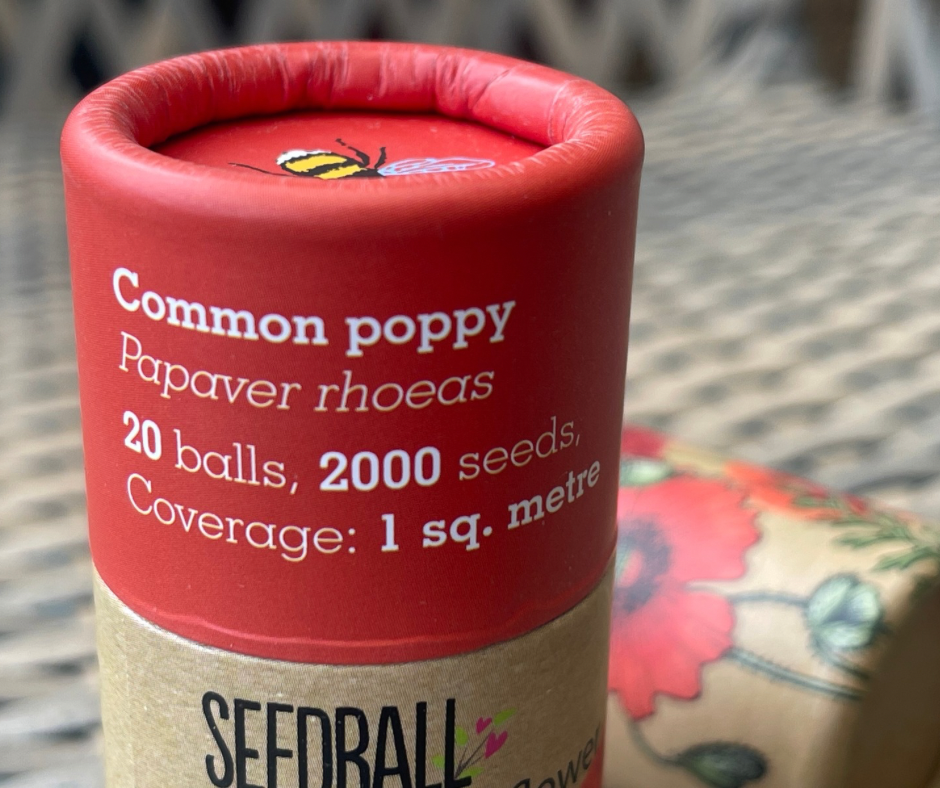 Common poppy
Papaver rhoeas
20 balls, 2000 seeds,
Coverage: 1 sq. metre
SEEDBALL